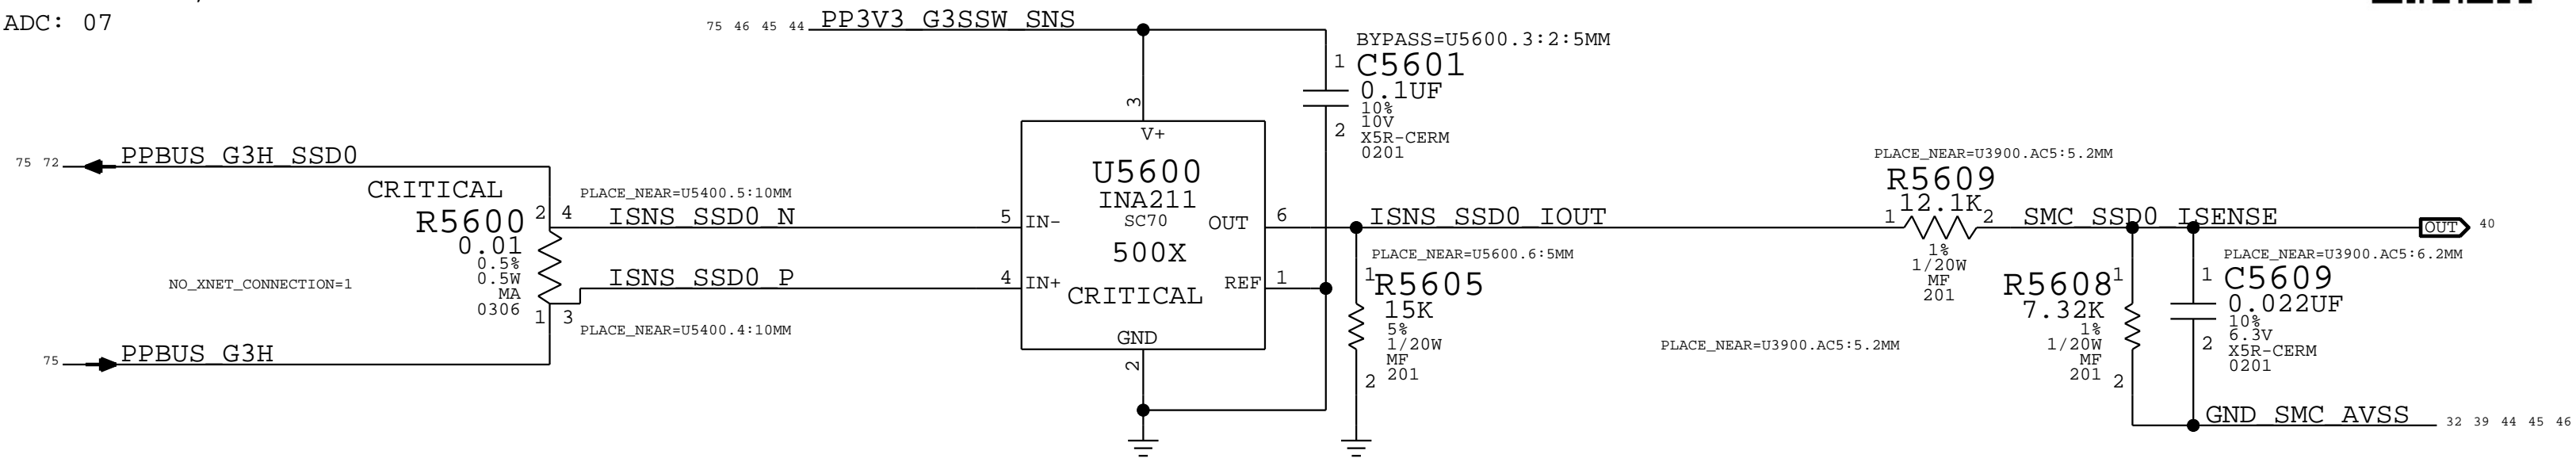 ADC: 07
75 46 45 44
PP3V3_G3SSW_SNS
BYPASS=U5600.3:2:5MM
1
C5601
0.1UF
10%
10V
X5R-CERM
0201
2
3
V+
U5600
INA211
SC70
500X
CRITICAL
5
IN-
4
IN+
OUT
6
REF
1
GND
2
75 72
PPBUS_G3H_SSD0
CRITICAL
R5600
0.01
0.5%
0.5W
MA
0306
2 4
1 3
NO_XNET_CONNECTION=1
PLACE_NEAR=U5400.5:10MM
ISNS_SSD0_N
ISNS_SSD0_P
PLACE_NEAR=U5400.4:10MM
75
PPBUS_G3H
ISNS_SSD0_IOUT
PLACE_NEAR=U5600.6:5MM
1
R5605
15K
5%
1/20W
MF
201
2
PLACE_NEAR=U3900.AC5:5.2MM
R5609
12.1K
1
2
1%
1/20W
MF
201
SMC_SSD0_ISENSE
OUT
40
PLACE_NEAR=U3900.AC5:5.2MM
R5608
1
7.32K
1%
1/20W
MF
201
2
PLACE_NEAR=U3900.AC5:6.2MM
1
C5609
0.022UF
10%
6.3V
X5R-CERM
0201
2
GND_SMC_AVSS
32 39 44 45 46